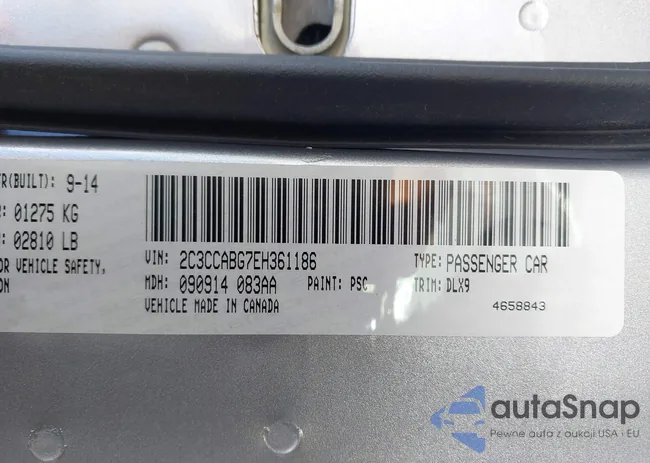 FR(BUILT): 9-14
: 01275 KG
: 02810 LB
OR VEHICLE SAFETY,
ON
VIN: 2C3CCABG7EH361186
TYPE: PASSENGER CAR
MDH: 090914 083AA
PAINT: PSC
TRIM: DLX9
VEHICLE MADE IN CANADA
4658843
autaSnap
Pewne auta z aukcji USA i EU